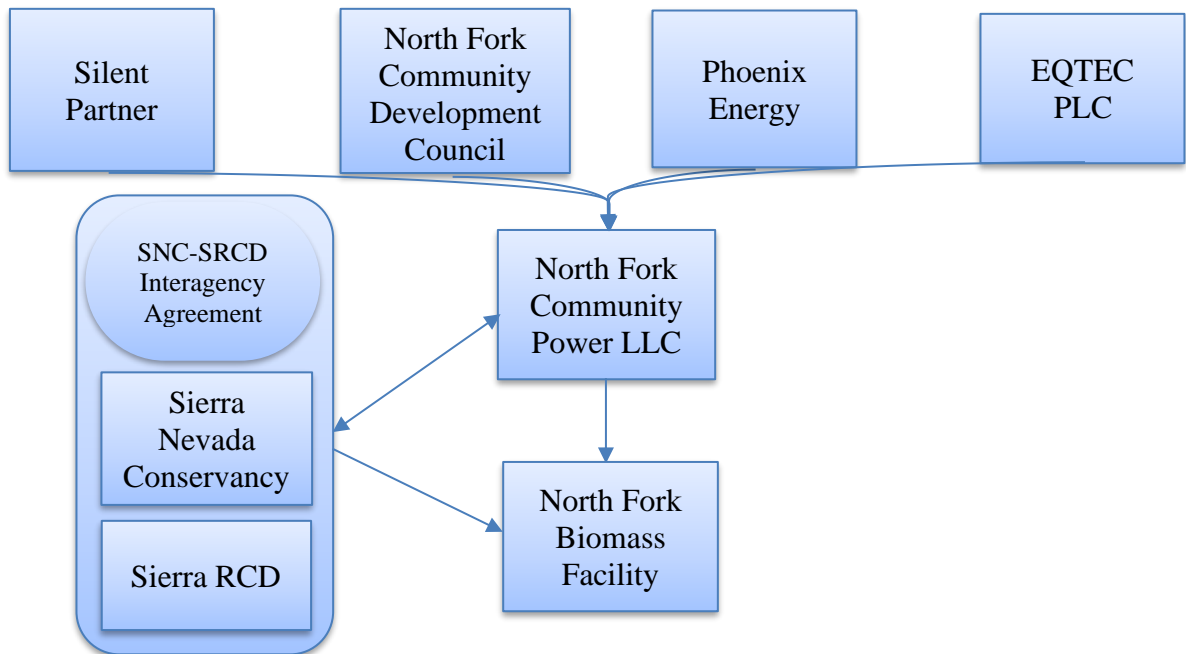 Silent
Partner
North Fork
Community
Development
Council
Phoenix
Energy
EQTEC
PLC
SNC-SRCD
Interagency
Agreement
Sierra
Nevada
Conservancy
Sierra RCD
North Fork
Community
Power LLC
North Fork
Biomass
Facility